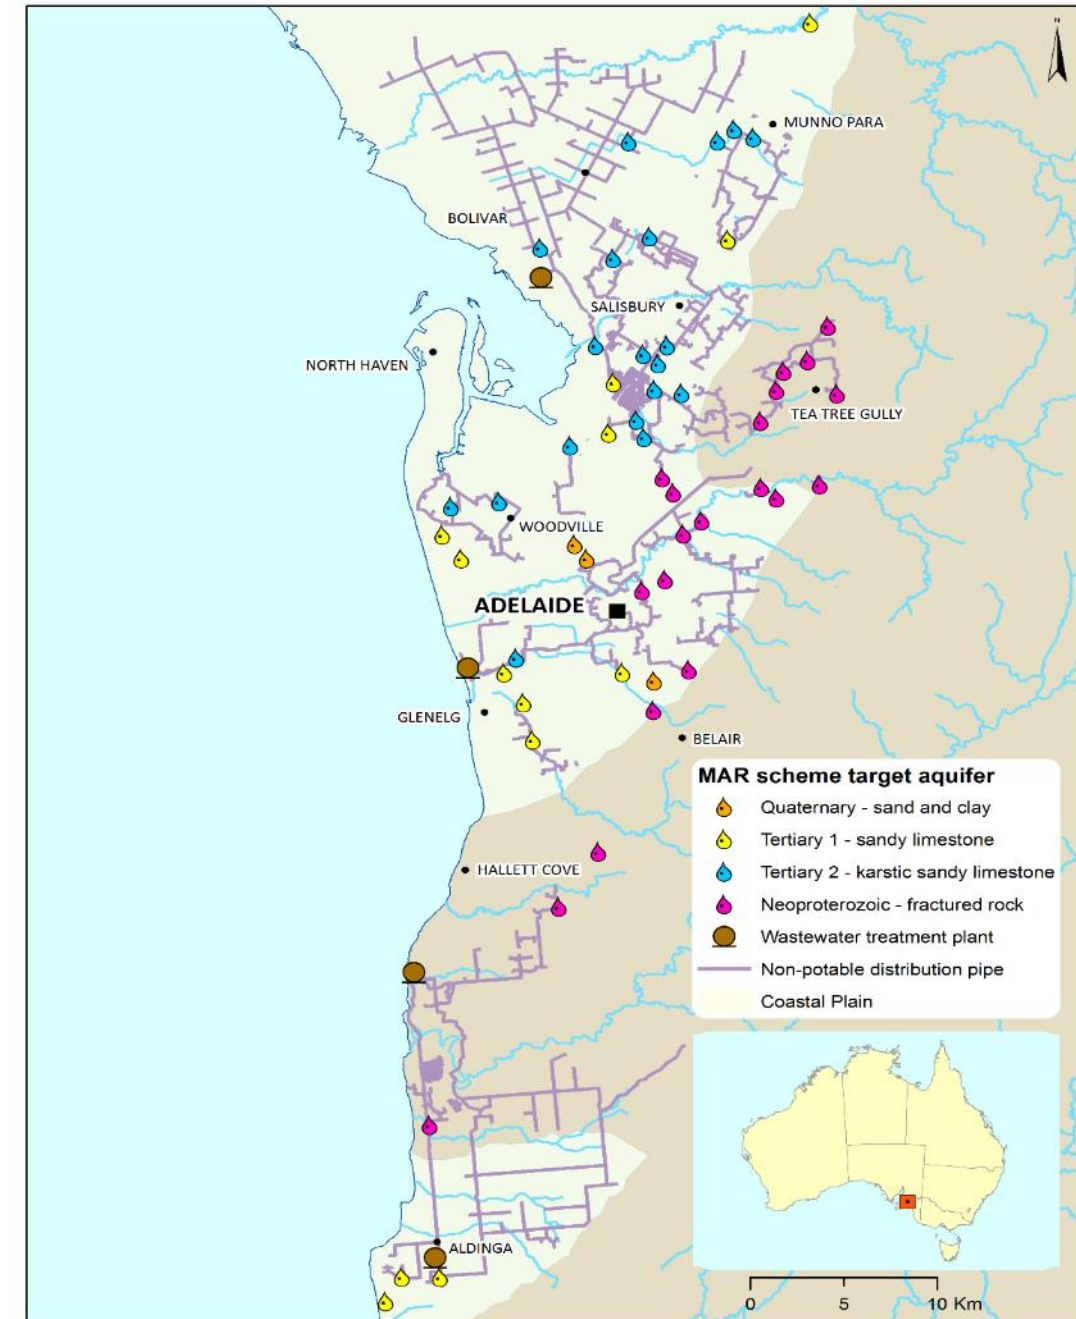 N
MUNNO PARA
BOLIVAR
SALISBURY
NORTH HAVEN
TEA TREE GULLY
WOODVILLE
ADELAIDE
GLENELG
BELAIR
MAR scheme target aquifer
Quaternary - sand and clay
Tertiary 1 - sandy limestone
Tertiary 2 - karstic sandy limestone
Neoproterozoic - fractured rock
Wastewater treatment plant
Non-potable distribution pipe
Coastal Plain
HALLETT COVE
ALDINGA
0 5 10 Km